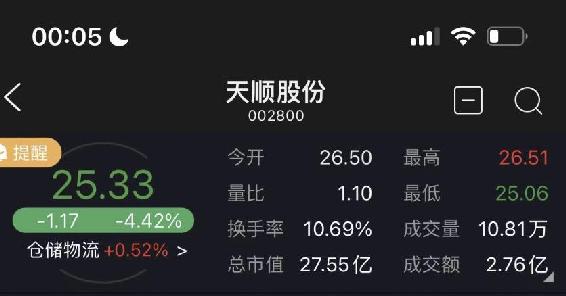 00:05
天顺股份
002800
提醒
25.33
-1.17 -4.42%
仓储物流 +0.52% >
今开 26.50 最高 26.51
量比 1.10 最低 25.06
换手率 10.69% 成交量 10.81万
总市值 27.55亿 成交额 2.76亿